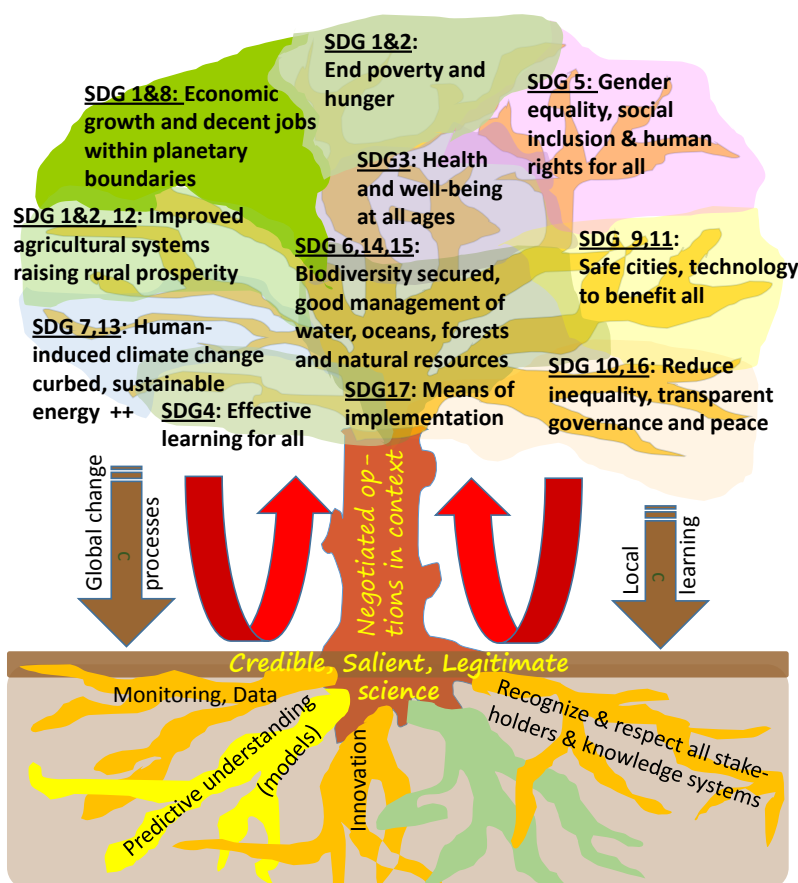 SDG 1&2:
End poverty and
hunger
SDG 1&8: Economic
growth and decent jobs
within planetary
boundaries
SDG 5: Gender
equality, social
inclusion & human
rights for all
SDG3: Health
and well-being
at all ages
SDG 1&2, 12: Improved
agricultural systems
raising rural prosperity
SDG 6,14,15:
Biodiversity secured,
good management of
water, oceans, forests
and natural resources
SDG 9,11:
Safe cities, technology
to benefit all
SDG 7,13: Human-
induced climate change
curbed, sustainable
energy ++
SDG4: Effective
learning for all
SDG17: Means of
implementation
SDG 10,16: Reduce
inequality, transparent
governance and peace
Global change
processes
C
Negotiated op-
tions in context
Local
learning
C
Credible, Salient, Legitimate
science
Monitoring, Data
Predictive understanding
(models)
Innovation
Recognize & respect all stake-
holders & knowledge systems